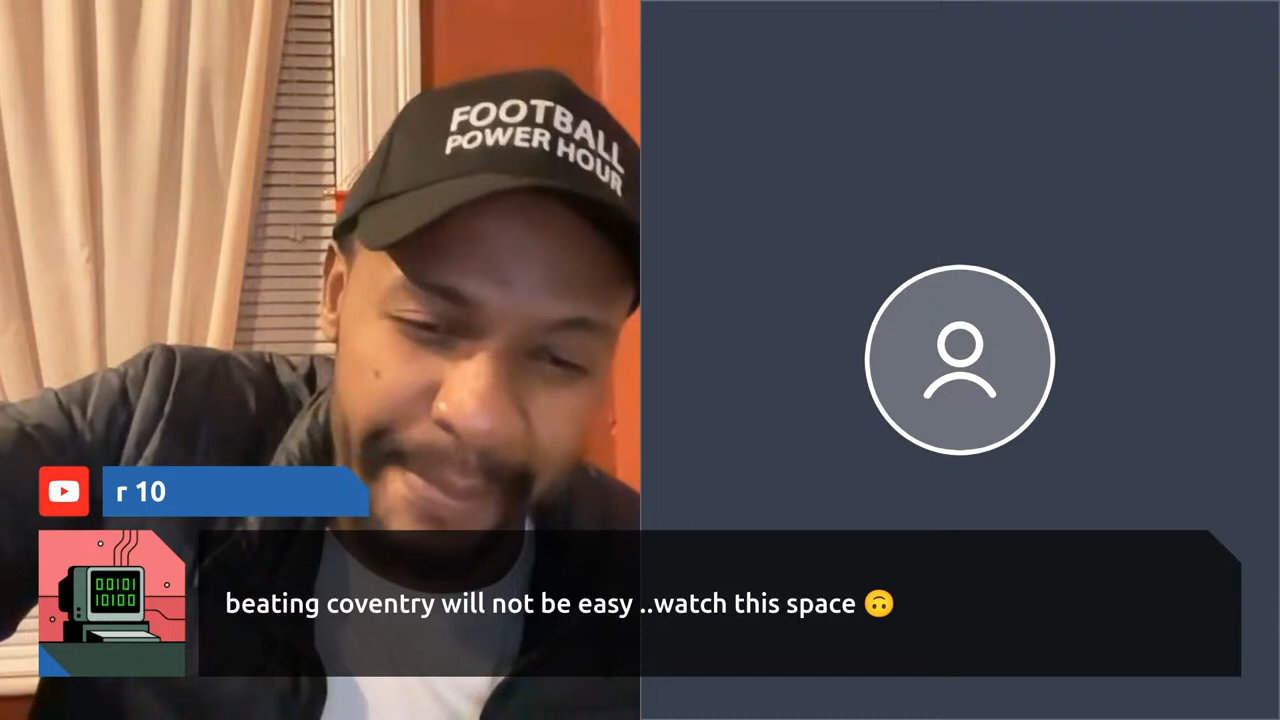 FOOTBALL
POWER HOUR
r 10
00101
10100
beating coventry will not be easy ..watch this space 🙃